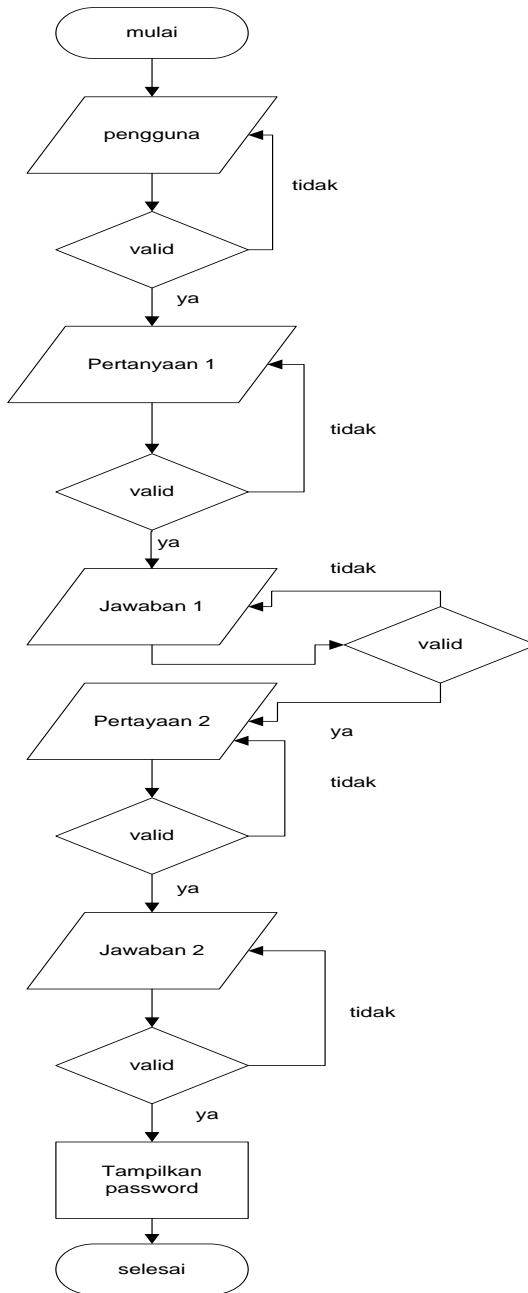 mulai
pengguna
tidak
valid
ya
Pertanyaan 1
tidak
valid
ya
tidak
Jawaban 1
valid
Pertayaan 2
ya
tidak
valid
ya
Jawaban 2
tidak
valid
ya
Tampilkan
password
selesai